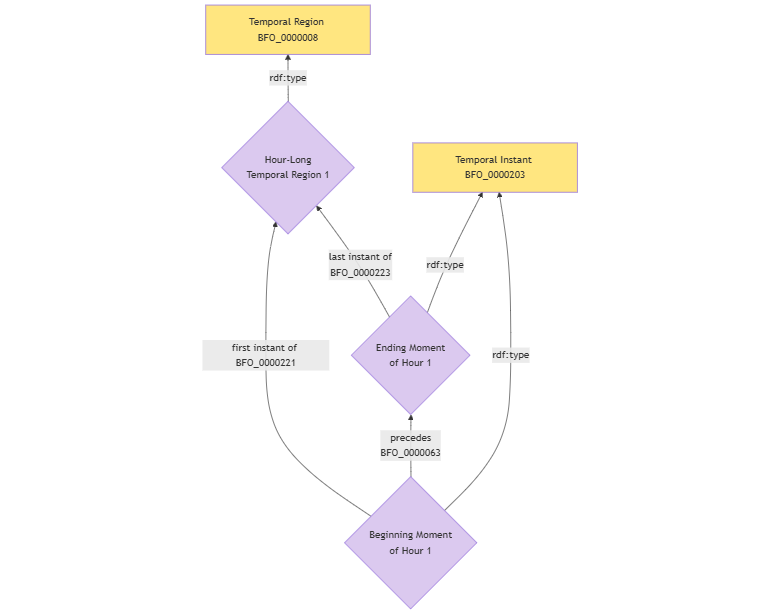 Temporal Region
BFO_0000008
rdf:type
Hour-Long
Temporal Region 1
Temporal Instant
BFO_0000203
last instant of
BFO_0000223
rdf:type
first instant of
BFO_0000221
Ending Moment
of Hour 1
rdf:type
precedes
BFO_0000063
Beginning Moment
of Hour 1